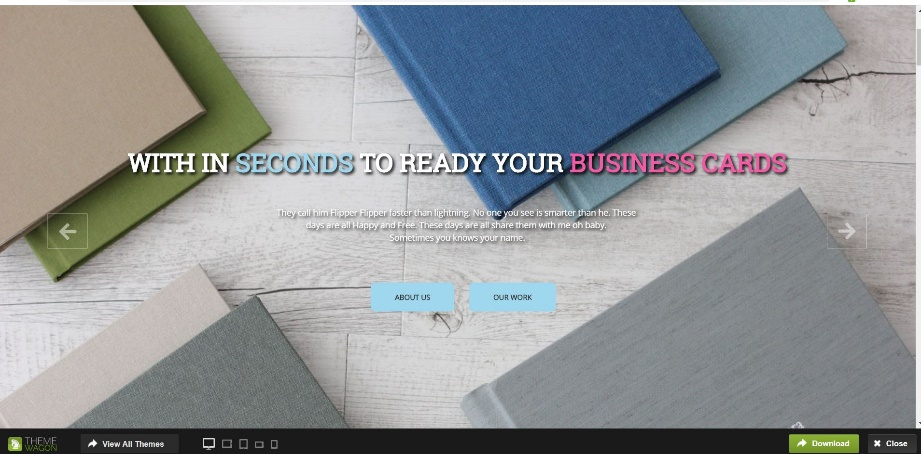 WITH IN SECONDS TO READY YOUR BUSINESS CARDS
They call him Flipper Flipper faster than lightning. No one you see is smarter than he. These
days are all Happy and Free. These days are all share them with me oh baby.
Sometimes you knows your name.
ABOUT US
OUR WORK
THEME
WAGON
View All Themes
Download
Close